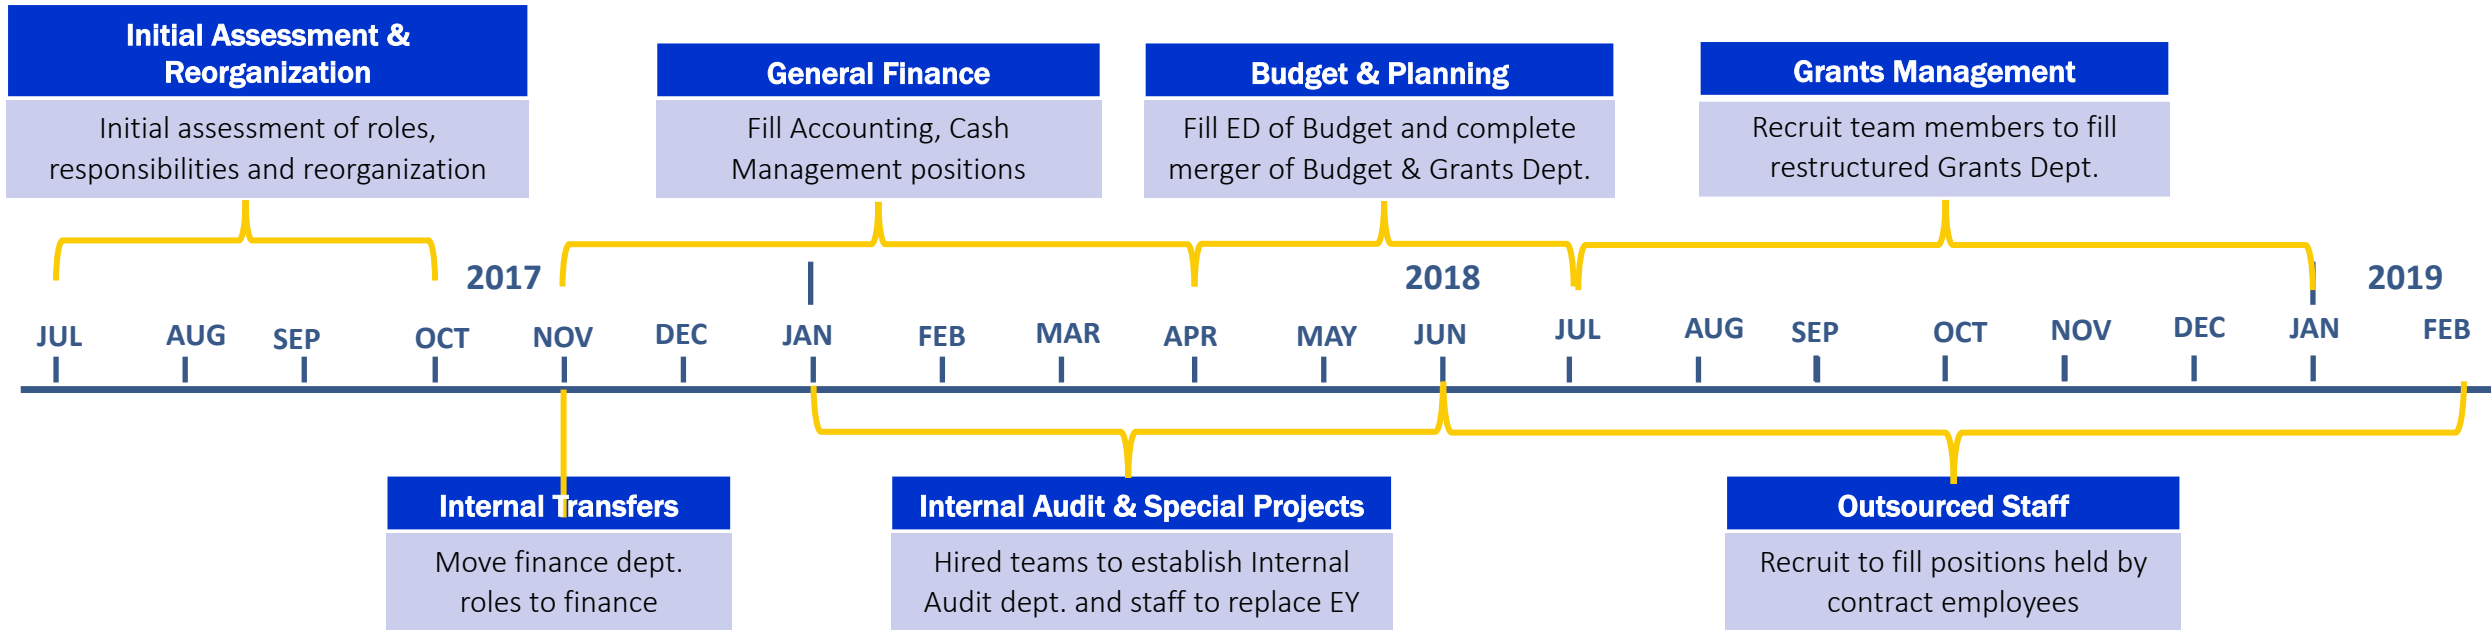 Initial Assessment &
Reorganization
Initial assessment of roles,
responsibilities and reorganization
General Finance
Fill Accounting, Cash
Management positions
Budget & Planning
Fill ED of Budget and complete
merger of Budget & Grants Dept.
Grants Management
Recruit team members to fill
restructured Grants Dept.
2017
2018
2019
JUL
AUG
SEP
OCT
NOV
DEC
JAN
FEB
MAR
APR
MAY
JUN
JUL
AUG
SEP
OCT
NOV
DEC
JAN
FEB
Internal Transfers
Move finance dept.
roles to finance
Internal Audit & Special Projects
Hired teams to establish Internal
Audit dept. and staff to replace EY
Outsourced Staff
Recruit to fill positions held by
contract employees